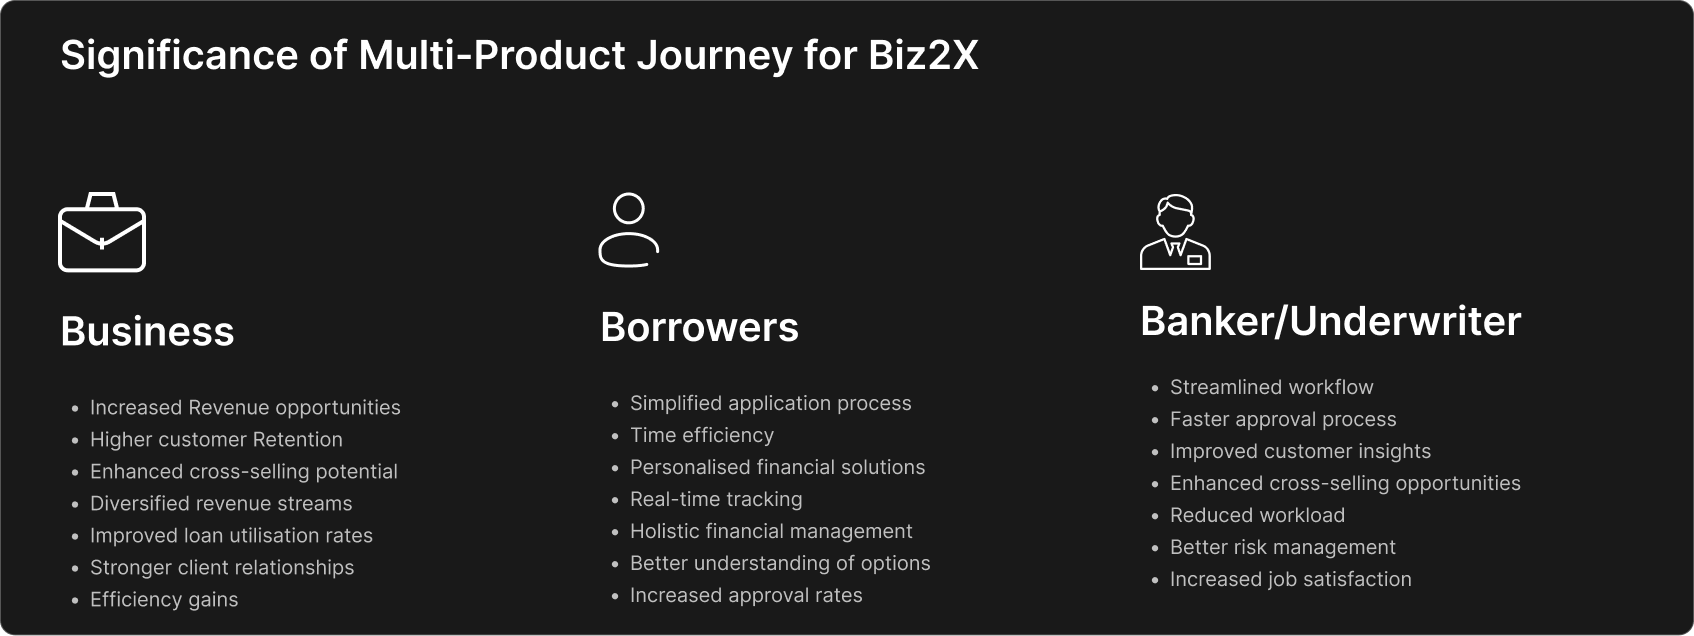 Significance of Multi-Product Journey for Biz2X
Business
• Increased Revenue opportunities
• Higher customer Retention
• Enhanced cross-selling potential
• Diversified revenue streams
• Improved loan utilisation rates
• Stronger client relationships
• Efficiency gains
Borrowers
• Simplified application process
• Time efficiency
• Personalised financial solutions
• Real-time tracking
• Holistic financial management
• Better understanding of options
• Increased approval rates
Banker/Underwriter
• Streamlined workflow
• Faster approval process
• Improved customer insights
• Enhanced cross-selling opportunities
• Reduced workload
• Better risk management
• Increased job satisfaction